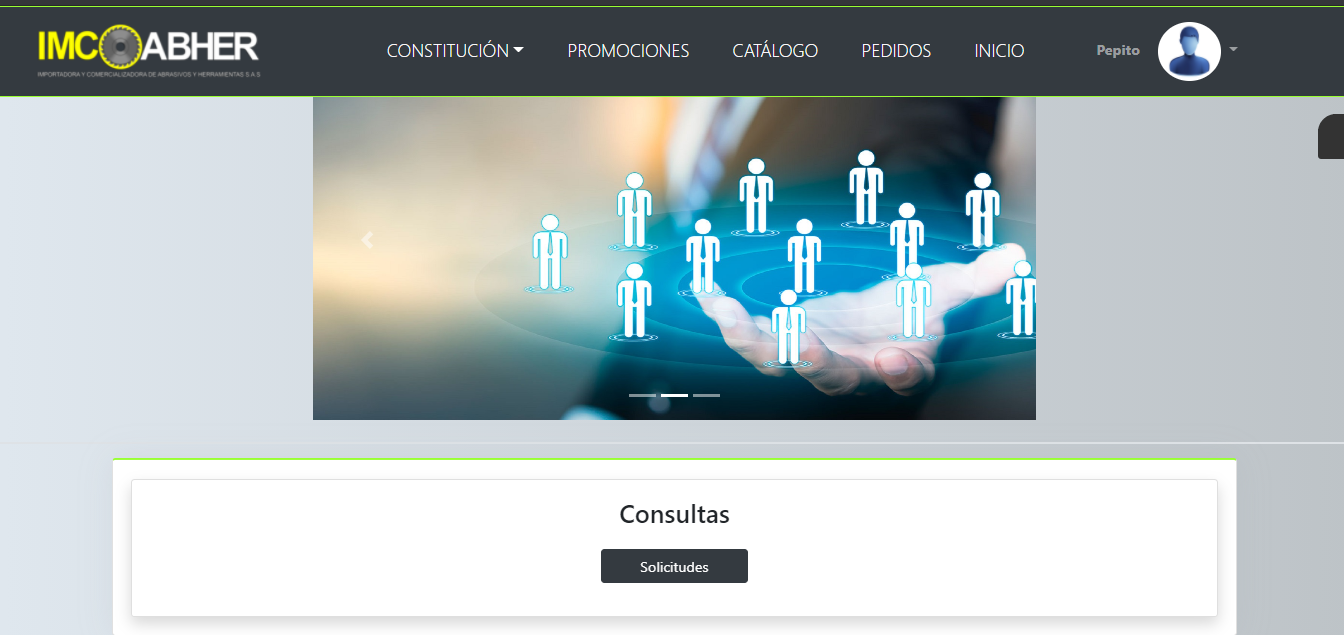 IMCOABHER
IMPORTADORA Y COMERCIALIZADORA DE ABRASIVOS Y HERRAMIENTAS S.A.S
CONSTITUCIÓN PROMOCIONES CATÁLOGO PEDIDOS INICIO Pepito
Consultas
Solicitudes